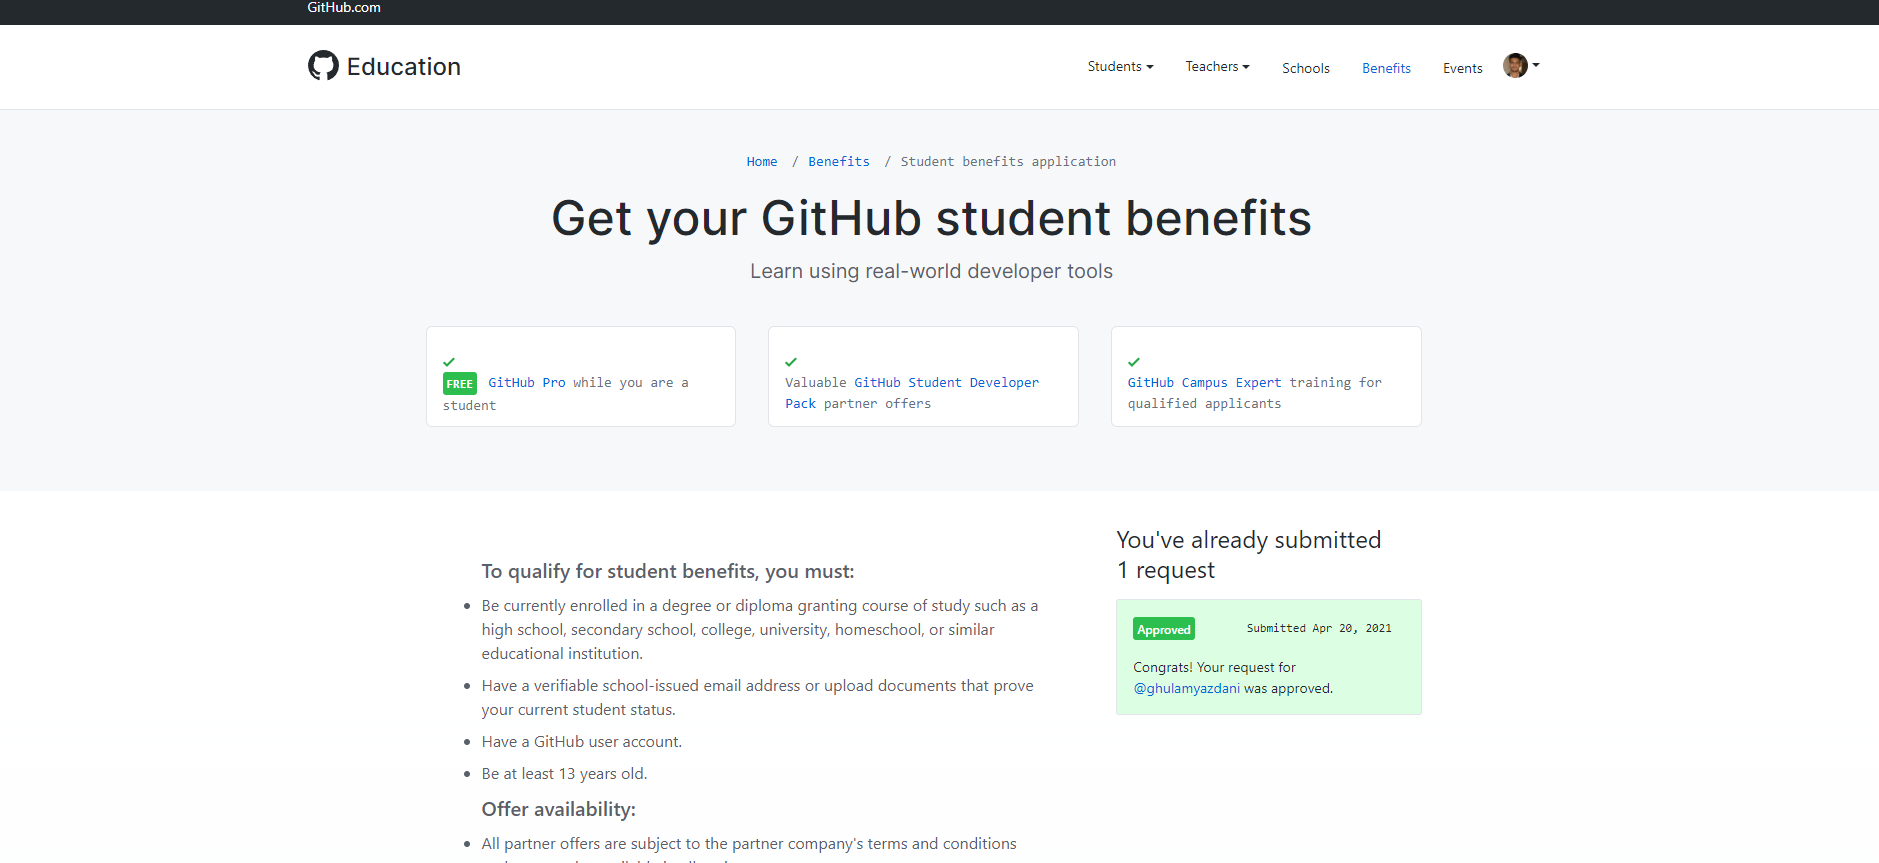 GitHub.com
Education
Students
Teachers
Schools
Benefits
Events
Home / Benefits / Student benefits application
Get your GitHub student benefits
Learn using real-world developer tools
FREE GitHub Pro while you are a
student
Valuable GitHub Student Developer
Pack partner offers
GitHub Campus Expert training for
qualified applicants
To qualify for student benefits, you must:
Be currently enrolled in a degree or diploma granting course of study such as a
high school, secondary school, college, university, homeschool, or similar
educational institution.
Have a verifiable school-issued email address or upload documents that prove
your current student status.
Have a GitHub user account.
Be at least 13 years old.
Offer availability:
All partner offers are subject to the partner company's terms and conditions
You've already submitted
1 request
Approved
Submitted Apr 20, 2021
Congrats! Your request for
@ghulamyazdani was approved.